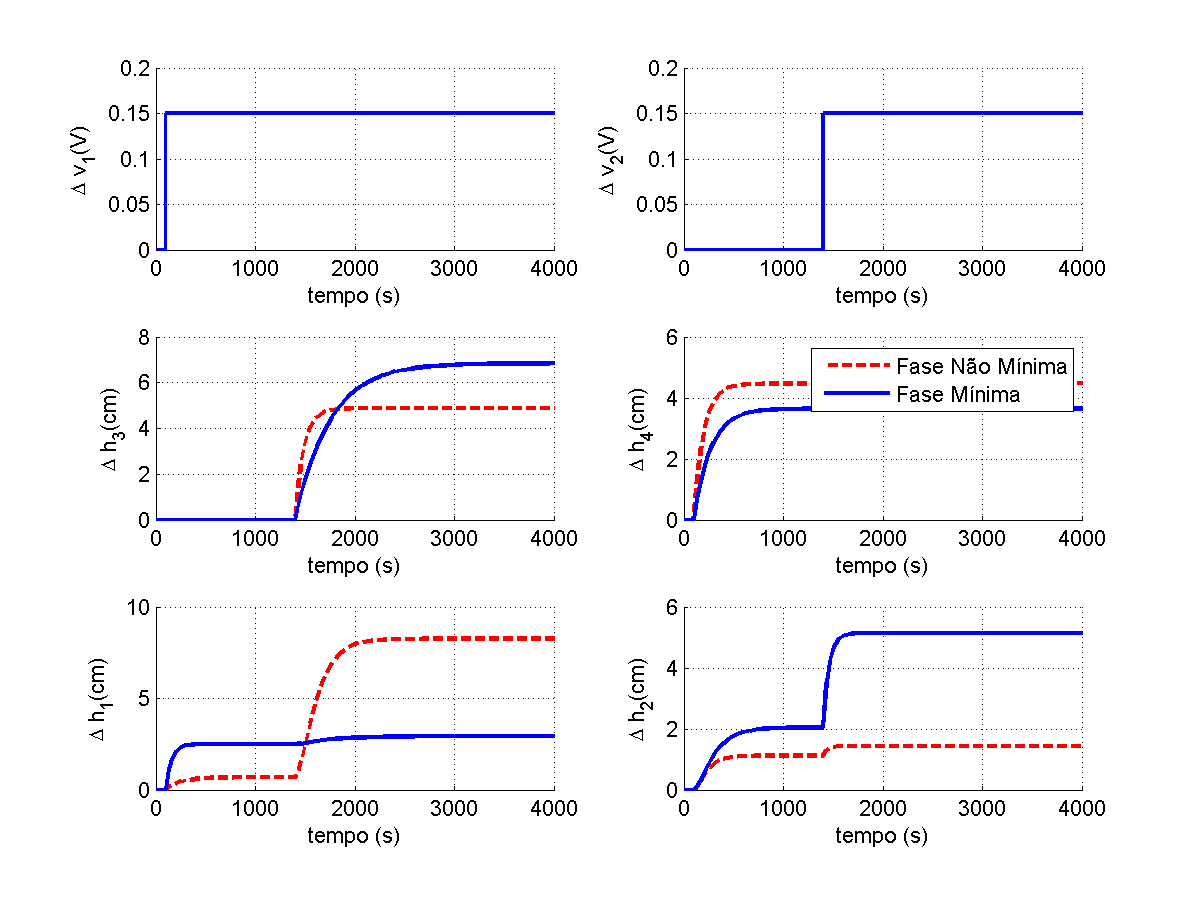 0.2
0.15
0.1
0.05
0
Δ v1(V)
0 1000 2000 3000 4000
tempo (s)
0.2
0.15
0.1
0.05
0
Δ v2(V)
0 1000 2000 3000 4000
tempo (s)
8
6
4
2
0
Δ h3(cm)
0 1000 2000 3000 4000
tempo (s)
6
4
2
0
Δ h4(cm)
Fase Não Mínima
Fase Mínima
0 1000 2000 3000 4000
tempo (s)
10
5
0
Δ h1(cm)
0 1000 2000 3000 4000
tempo (s)
6
4
2
0
Δ h2(cm)
0 1000 2000 3000 4000
tempo (s)